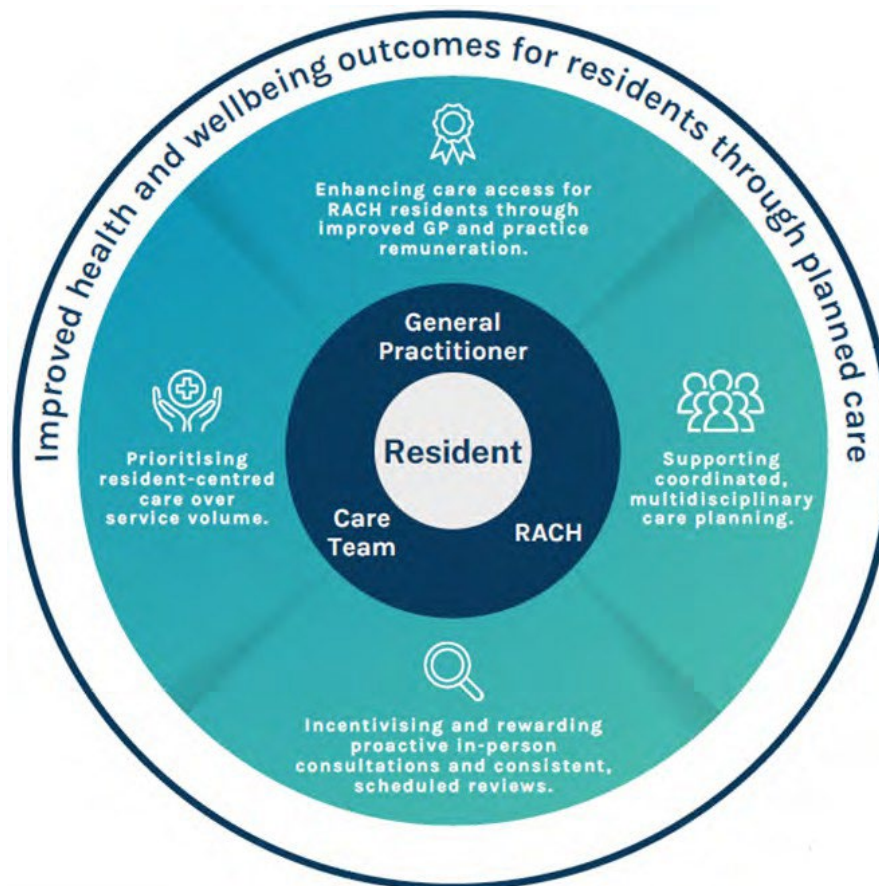 Improved health and wellbeing outcomes for residents through planned care
Enhancing care access for
RACH residents through
improved GP and practice
remuneration.
General
Practitioner
Prioritising
resident-centred
care over
service volume.
Resident
Supporting
coordinated,
multidisciplinary
care planning.
Care
Team
RACH
Incentivising and rewarding
proactive in-person
consultations and consistent,
scheduled reviews.